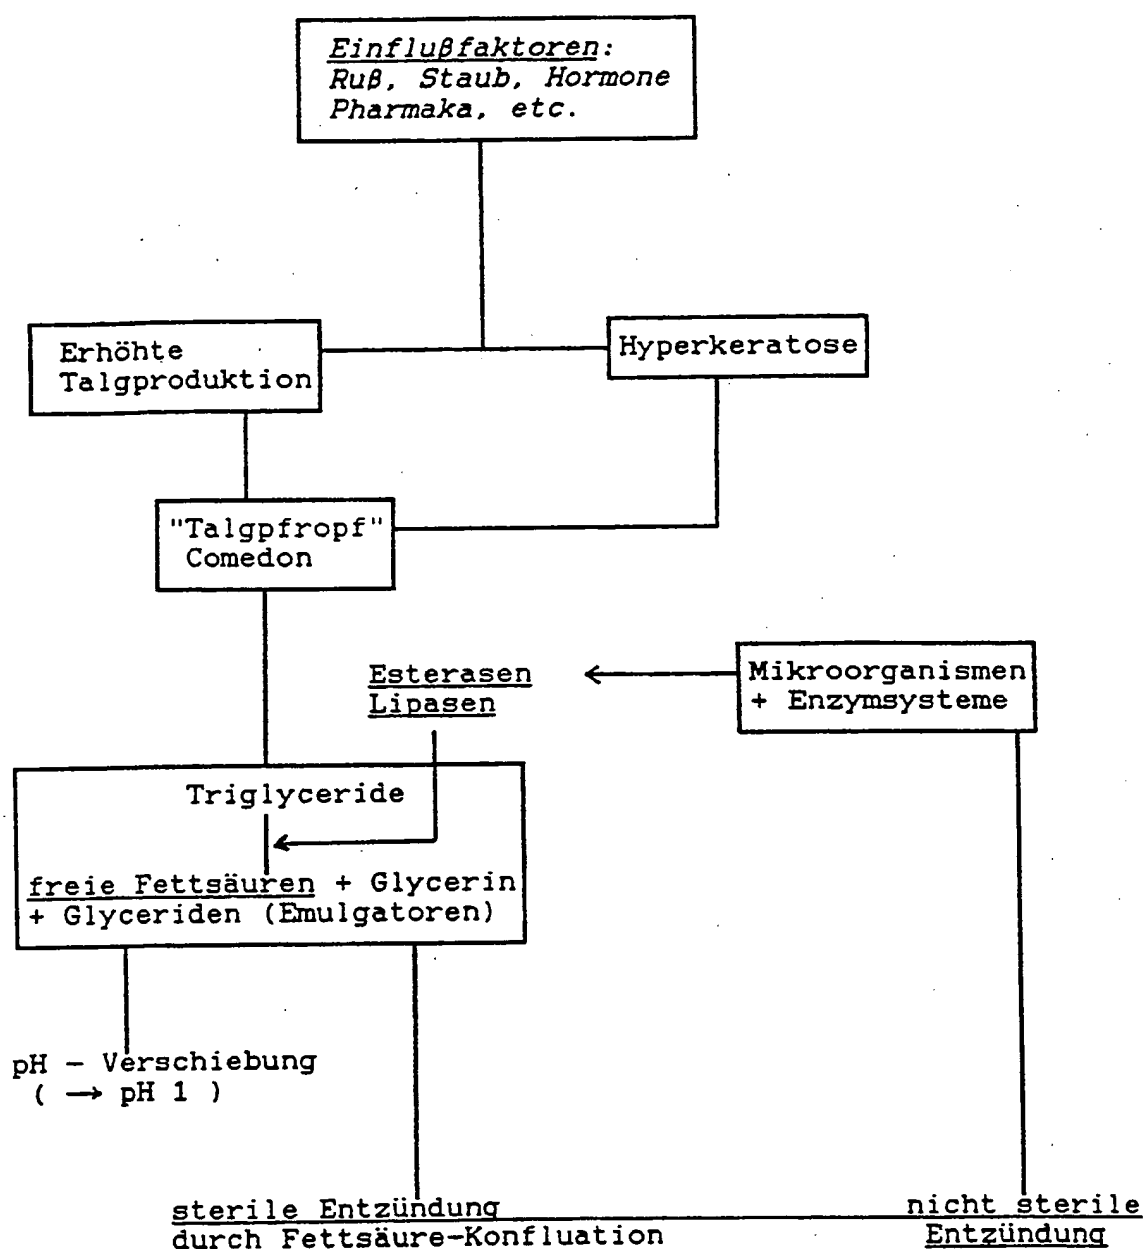 Einflußfaktoren:
Ruß, Staub, Hormone
Pharmaka, etc.
Erhöhte
Talgproduktion
Hyperkeratose
"Talgpfropf"
Comedon
Esterasen
Lipasen
Mikroorganismen
+ Enzymsysteme
Triglyceride
freie Fettsäuren + Glycerin
+ Glyceriden (Emulgatoren)
pH – Verschiebung
( → pH 1 )
sterile Entzündung
durch Fettsäure-Konfluation
nicht sterile
Entzündung